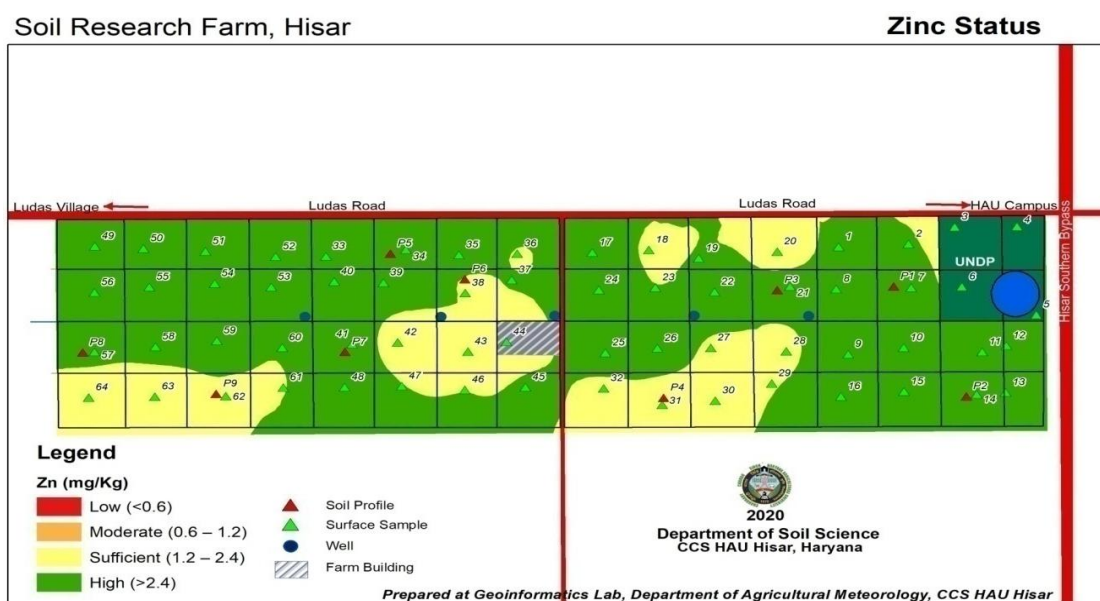 Soil Research Farm, Hisar
Zinc Status
Ludas Village
Ludas Road
Ludas Road
HAU Campus
Hisar Southern Bypass
49 50 51 52 33 P5 34 35 36 17 18 19 20 1 2 3 4
UNDP
56 55 54 53 40 39 P6 38 37 24 23 22 P3 21 8 P1 7 6 5
P8 57 58 59 60 41 P7 42 43 44 25 26 27 28 9 10 11 12
64 63 P9 62 61 48 47 46 45 32 P4 31 30 29 16 15 P2 14 13
Legend
Zn (mg/Kg)
Low (<0.6)
Moderate (0.6 – 1.2)
Sufficient (1.2 – 2.4)
High (>2.4)
Soil Profile
Surface Sample
Well
Farm Building
2020
Department of Soil Science
CCS HAU Hisar, Haryana
Prepared at Geoinformatics Lab, Department of Agricultural Meteorology, CCS HAU Hisar